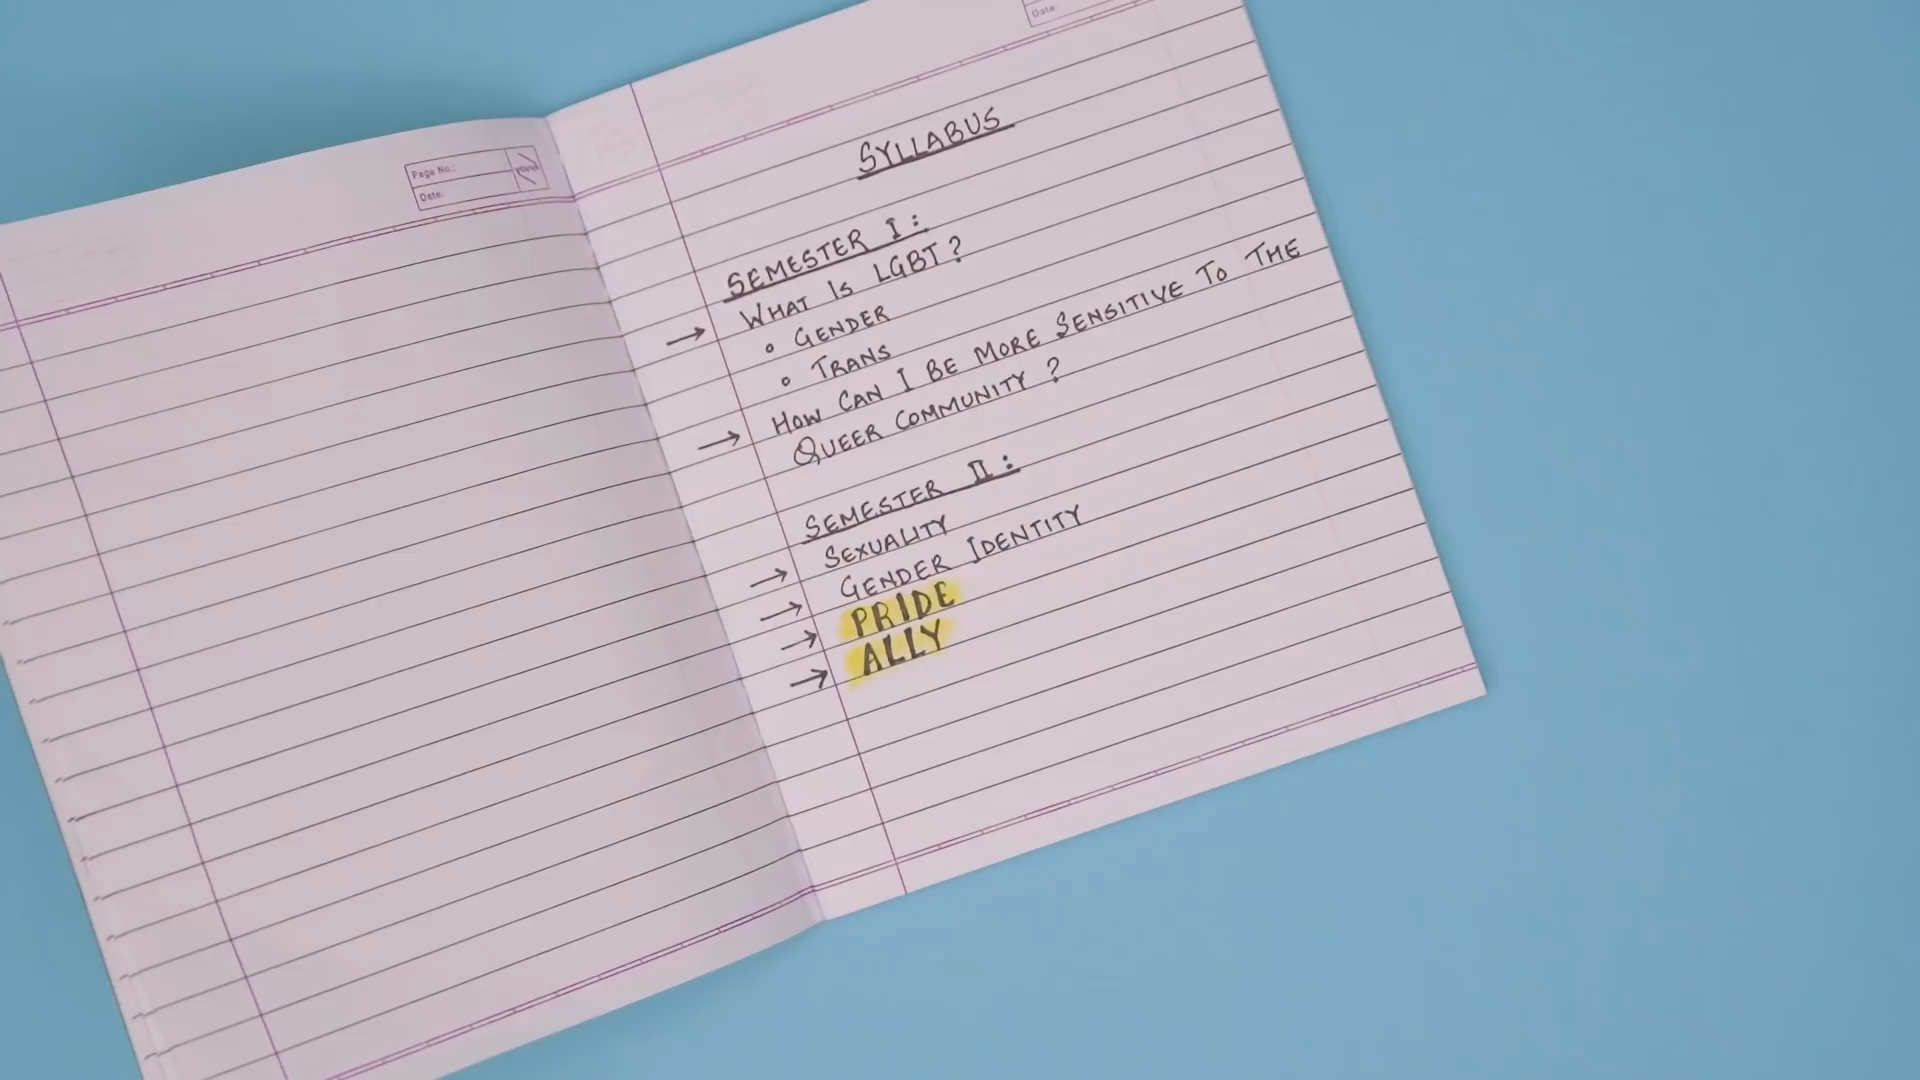 Page No.:
Date:
Date:
SYLLABUS
SEMESTER I:
→ WHAT IS LGBT?
• GENDER
• TRANS
→ HOW CAN I BE MORE SENSITIVE TO THE
QUEER COMMUNITY?
SEMESTER II:
→ SEXUALITY
→ GENDER IDENTITY
→ PRIDE
→ ALLY